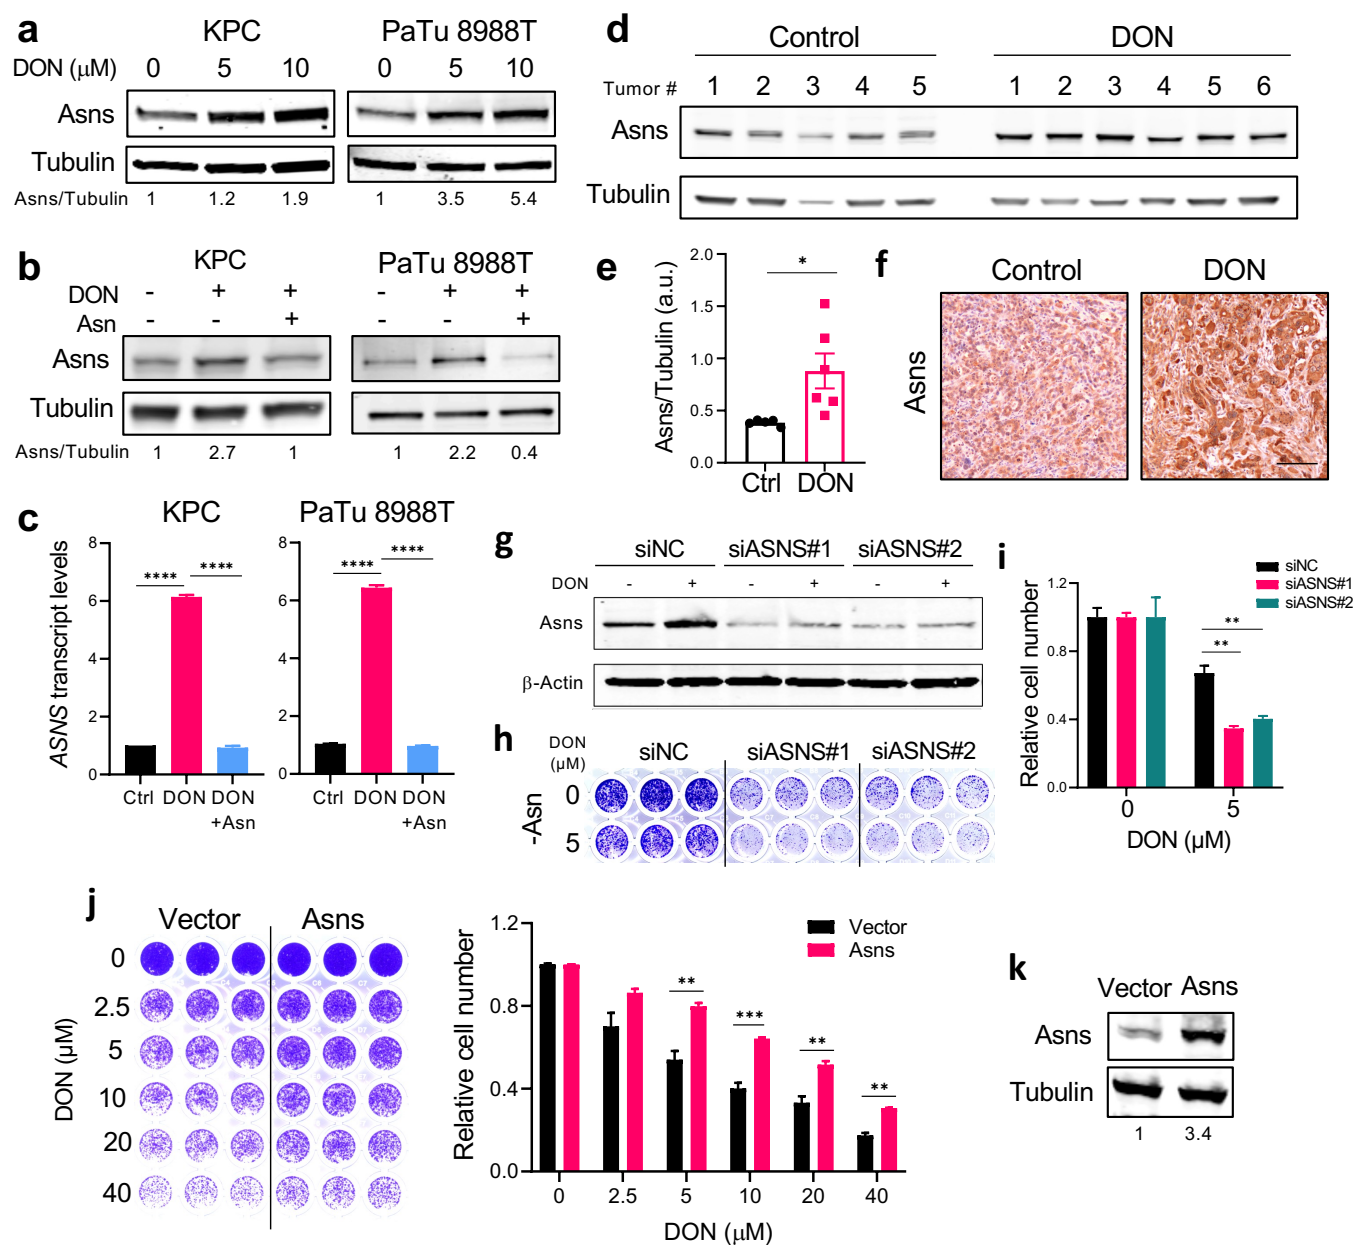 a
KPC PaTu 8988T
DON (μM) 0 5 10 0 5 10
Asns
Tubulin
Asns/Tubulin 1 1.2 1.9 1 3.5 5.4
b
KPC PaTu 8988T
DON - + + - + +
Asn - - + - - +
Asns
Tubulin
Asns/Tubulin 1 2.7 1 1 2.2 0.4
c
KPC PaTu 8988T
ASNS transcript levels
8
6
4
2
0
**** ****
Ctrl DON DON +Asn
8
6
4
2
0
**** ****
Ctrl DON DON +Asn
d
Control DON
Tumor # 1 2 3 4 5 1 2 3 4 5 6
Asns
Tubulin
e
Asns/Tubulin (a.u.)
2.0
1.5
1.0
0.5
0.0
*
Ctrl DON
f
Control DON
Asns
g
siNC siASNS#1 siASNS#2
DON - + - + - +
Asns
β-Actin
h
DON (μM)
siNC siASNS#1 siASNS#2
-Asn
0
5
i
siNC
siASNS#1
siASNS#2
Relative cell number
1.2
0.8
0.4
0.0
**
**
0 5
DON (μM)
j
Vector Asns
DON (μM)
0
2.5
5
10
20
40
Relative cell number
1.2
0.8
0.4
0.0
Vector
Asns
** *** ** **
0 2.5 5 10 20 40
DON (μM)
k
Vector Asns
Asns
Tubulin
1 3.4